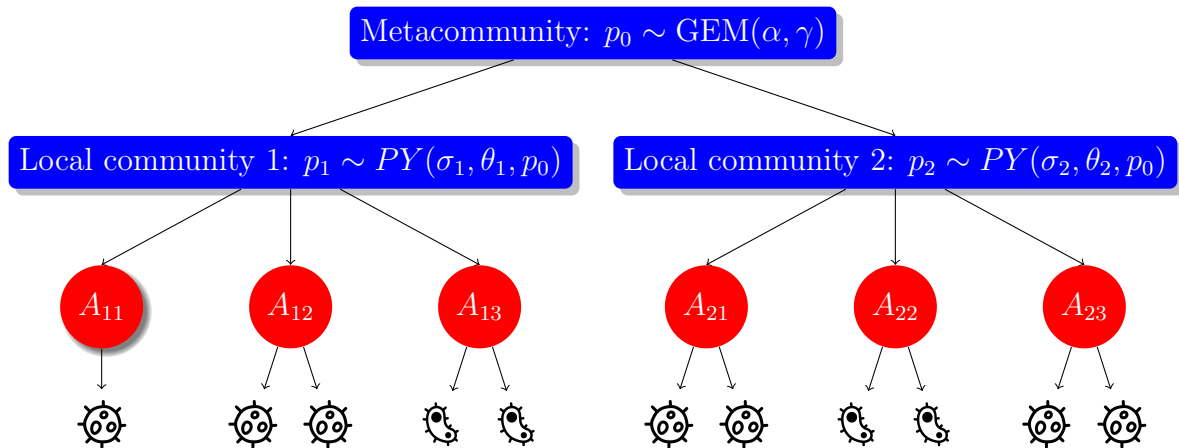 Metacommunity: p₀ ∼ GEM(α, γ)
Local community 1: p₁ ∼ PY(σ₁, θ₁, p₀) Local community 2: p₂ ∼ PY(σ₂, θ₂, p₀)
A₁₁ A₁₂ A₁₃ A₂₁ A₂₂ A₂₃